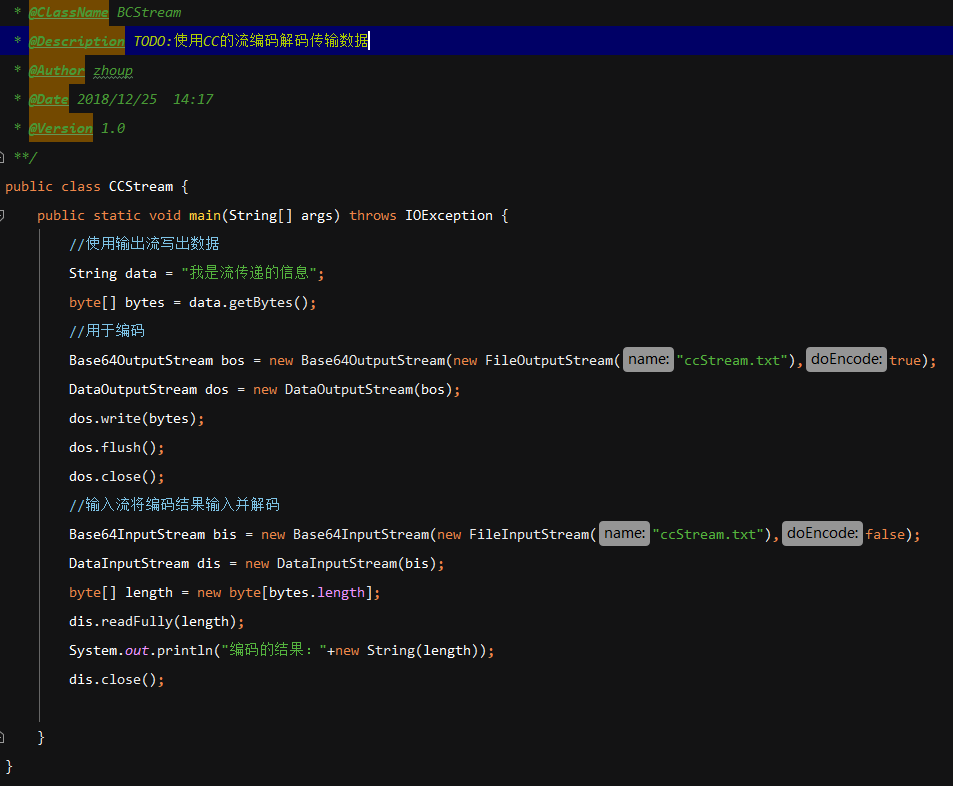 * @ClassName BCStream
* @Description TODO:使用CC的流编码解码传输数据
* @Author zhoup
* @Date 2018/12/25  14:17
* @Version 1.0
**/
public class CCStream {
    public static void main(String[] args) throws IOException {
        //使用输出流写出数据
        String data = "我是流传递的信息";
        byte[] bytes = data.getBytes();
        //用于编码
        Base64OutputStream bos = new Base64OutputStream(new FileOutputStream( name: "ccStream.txt"), doEncode: true);
        DataOutputStream dos = new DataOutputStream(bos);
        dos.write(bytes);
        dos.flush();
        dos.close();
        //输入流将编码结果输入并解码
        Base64InputStream bis = new Base64InputStream(new FileInputStream( name: "ccStream.txt"), doEncode: false);
        DataInputStream dis = new DataInputStream(bis);
        byte[] length = new byte[bytes.length];
        dis.readFully(length);
        System.out.println("编码的结果："+new String(length));
        dis.close();
    }
}